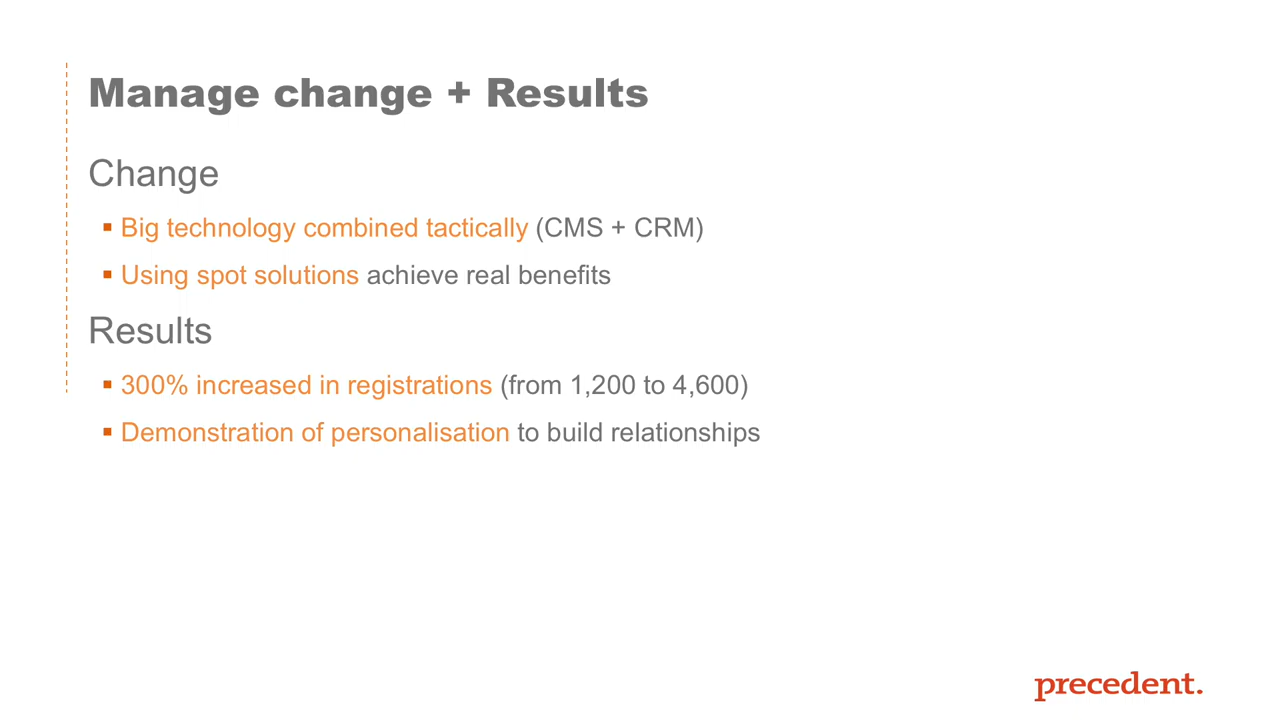 Manage change + Results
Change
▪ Big technology combined tactically (CMS + CRM)
▪ Using spot solutions achieve real benefits
Results
▪ 300% increased in registrations (from 1,200 to 4,600)
▪ Demonstration of personalisation to build relationships
precedent.